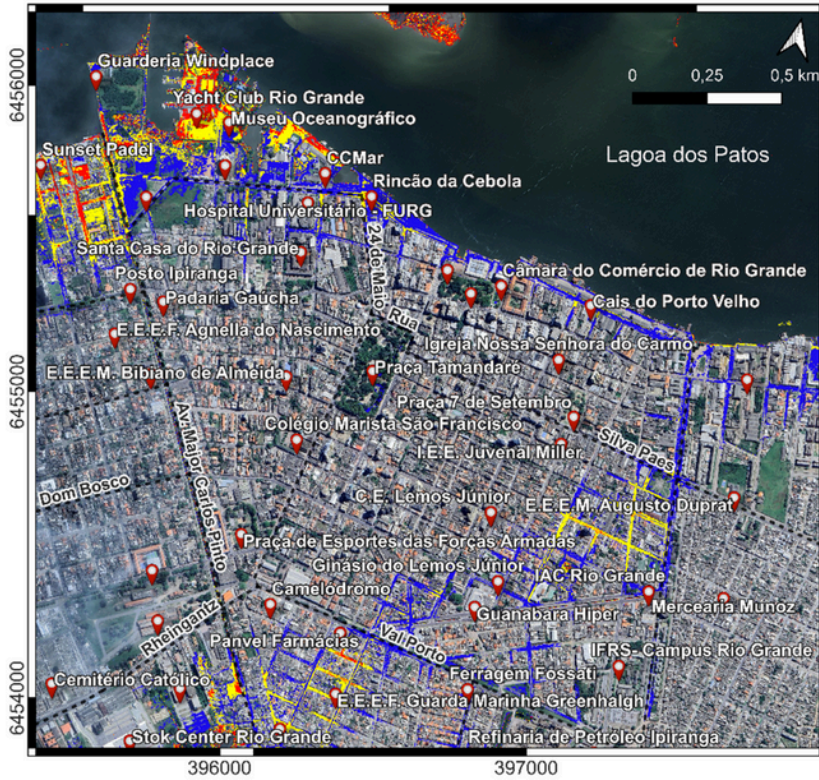 Guarderia Windplace
6456000
0 0,25 0,5 km
Yacht Club Rio Grande
Museu Oceanográfico
Sunset Padel
CCMar
Lagoa dos Patos
Rincão da Cebola
Hospital Universitário - FURG
Santa Casa do Rio Grande
24 de Maio
Rua
Posto Ipiranga
Câmara do Comércio de Rio Grande
Padaria Gaúcha
Cais do Porto Velho
E.E.E.F. Agnella do Nascimento
Igreja Nossa Senhora do Carmo
6455000
E.E.E.M. Bibiano de Almeida
Praça Tamandaré
Praça 7 de Setembro
Colégio Marista São Francisco
Silva Paes
I.E.E. Juvenal Miller
Av. Major Carlos Pinto
Dom Bosco
C.E. Lemos Júnior
E.E.E.M. Augusto Duprat
Praça de Esportes das Forças Armadas
Ginásio do Lemos Júnior
IAC Rio Grande
Camelódromo
Guanabara Hiper
Mercearia Munoz
Rheingantz
Panvel Farmácias
Val Porto
IFRS- Campus Rio Grande
6454000
Cemitério Católico
Ferragem Fossati
E.E.E.F. Guarda Marinha Greenhalgh
Stok Center Rio Grande
Refinaria de Petróleo Ipiranga
396000
397000